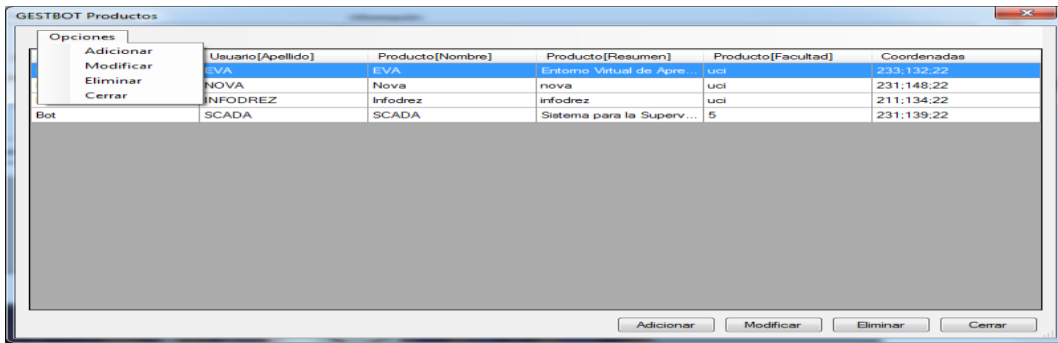 GESTBOT Productos
Opciones
Adicionar
Modificar
Eliminar
Cerrar
Usuario[Apellido] Producto[Nombre] Producto[Resumen] Producto[Facultad] Coordenadas
EVA EVA Entorno Virtual de Apre... uci 233;132;22
NOVA Nova nova uci 231;148;22
INFODREZ Infodrez infodrez uci 211;134;22
Bot SCADA SCADA Sistema para la Superv... 5 231;139;22
Adicionar Modificar Eliminar Cerrar